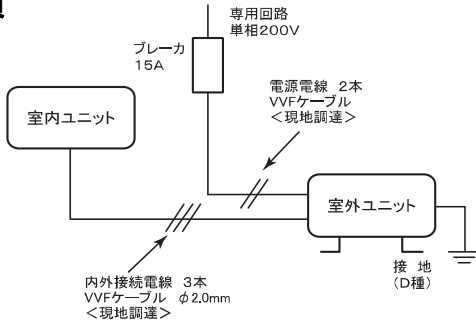 専用回路
単相200V
ブレーカ
15A
電源電線 2本
VVFケーブル
<現地調達>
室内ユニット
室外ユニット
接 地
(D種)
内外接続電線 3本
VVFケーブル φ2.0mm
<現地調達>